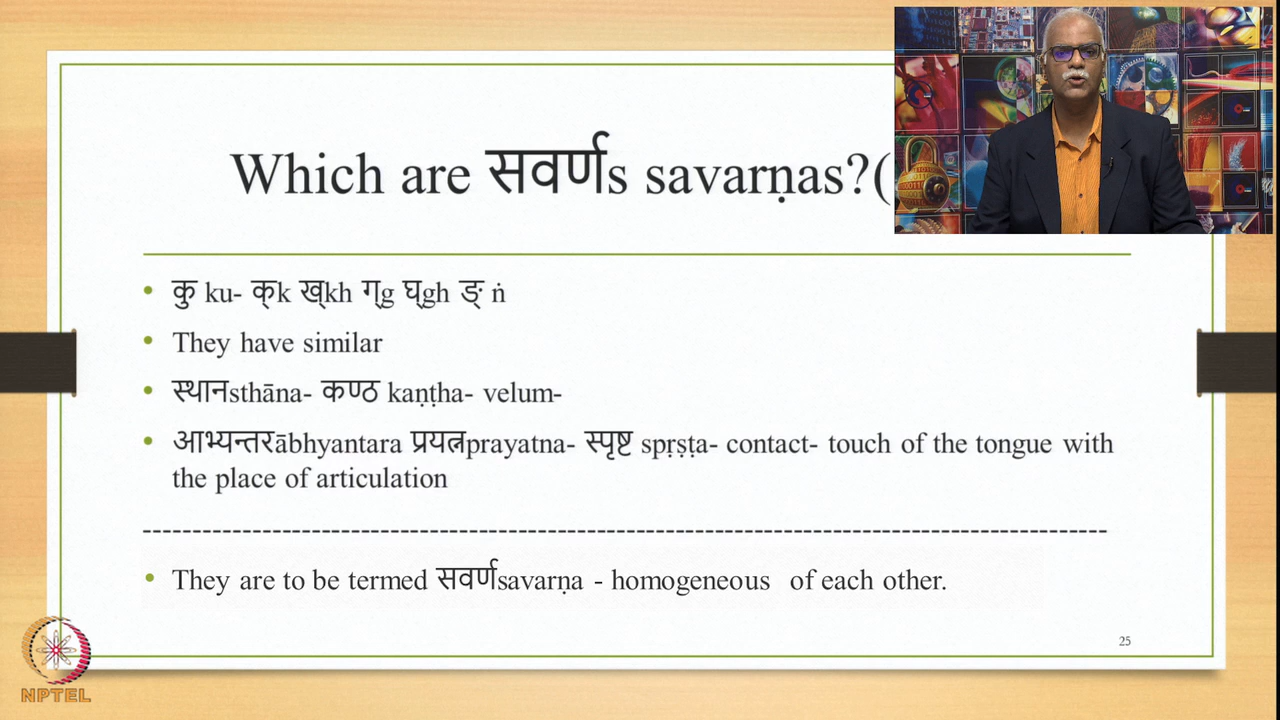 Which are सवर्णs savarṇas?(
कु ku- क्k ख्kh ग्g घ्gh ङ् ṅ
They have similar
स्थानsthāna- कण्ठ kaṇṭha- velum-
आभ्यन्तरābhyantara प्रयत्नprayatna- स्पृष्ट spṛṣṭa- contact- touch of the tongue with
the place of articulation
--------------------------------------------------------------------------------------------------
They are to be termed सवर्णsavarṇa - homogeneous of each other.
25
NPTEL